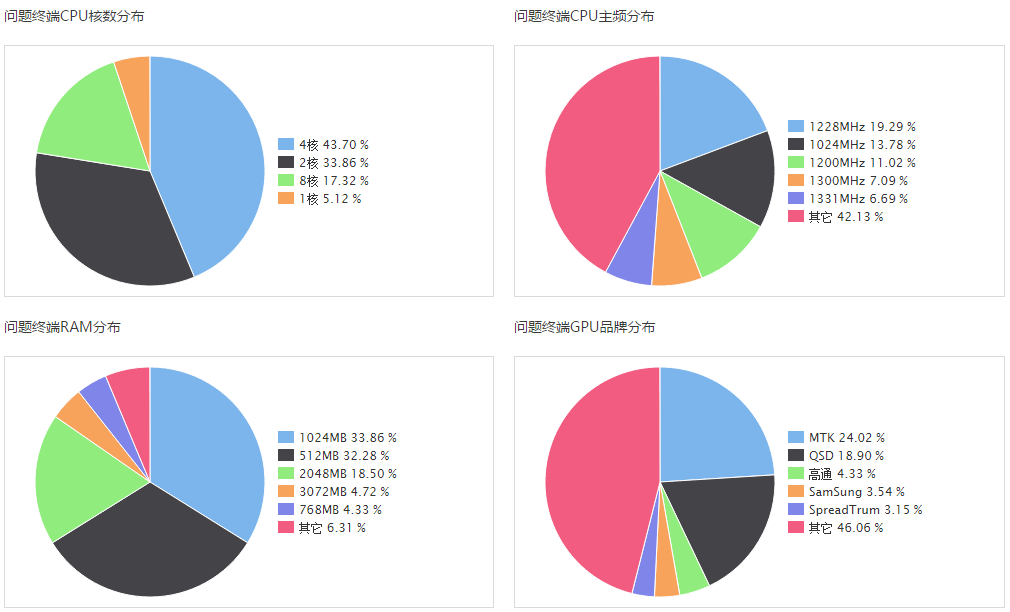 问题终端CPU核数分布
4核 43.70 %
2核 33.86 %
8核 17.32 %
1核 5.12 %
问题终端CPU主频分布
1228MHz 19.29 %
1024MHz 13.78 %
1200MHz 11.02 %
1300MHz 7.09 %
1331MHz 6.69 %
其它 42.13 %
问题终端RAM分布
1024MB 33.86 %
512MB 32.28 %
2048MB 18.50 %
3072MB 4.72 %
768MB 4.33 %
其它 6.31 %
问题终端GPU品牌分布
MTK 24.02 %
QSD 18.90 %
高通 4.33 %
SamSung 3.54 %
SpreadTrum 3.15 %
其它 46.06 %